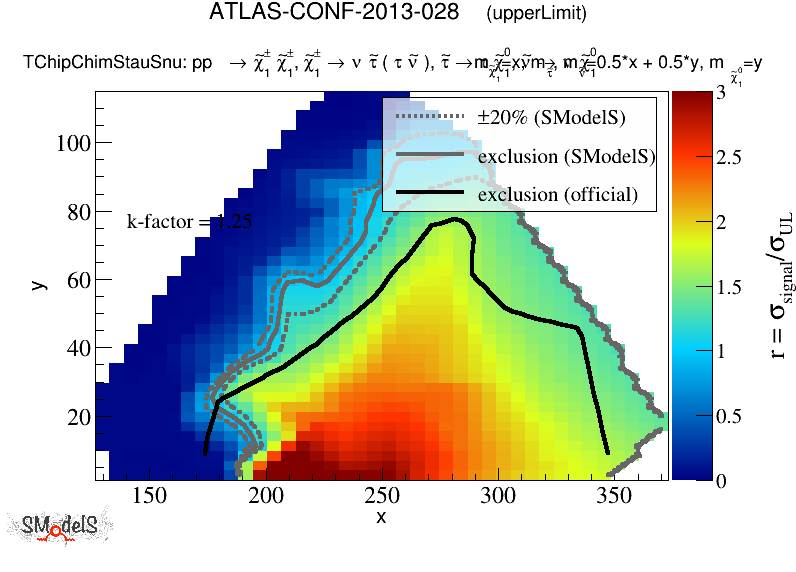 ATLAS-CONF-2013-028 (upperLimit)
TChipChimStauSnu: pp → χ̃₁± χ̃₁±, χ̃₁± → ν τ̃ ( τ ν̃ ), τ̃ → =0.5*x + 0.5*y, m χ̃₁⁰ =y
±20% (SModelS)
exclusion (SModelS)
exclusion (official)
k-factor = 1.25
100
80
60
40
20
y
150 200 250 300 350
x
3
2.5
2
1.5
1
0.5
0
r = σsignal/σUL
SModelS